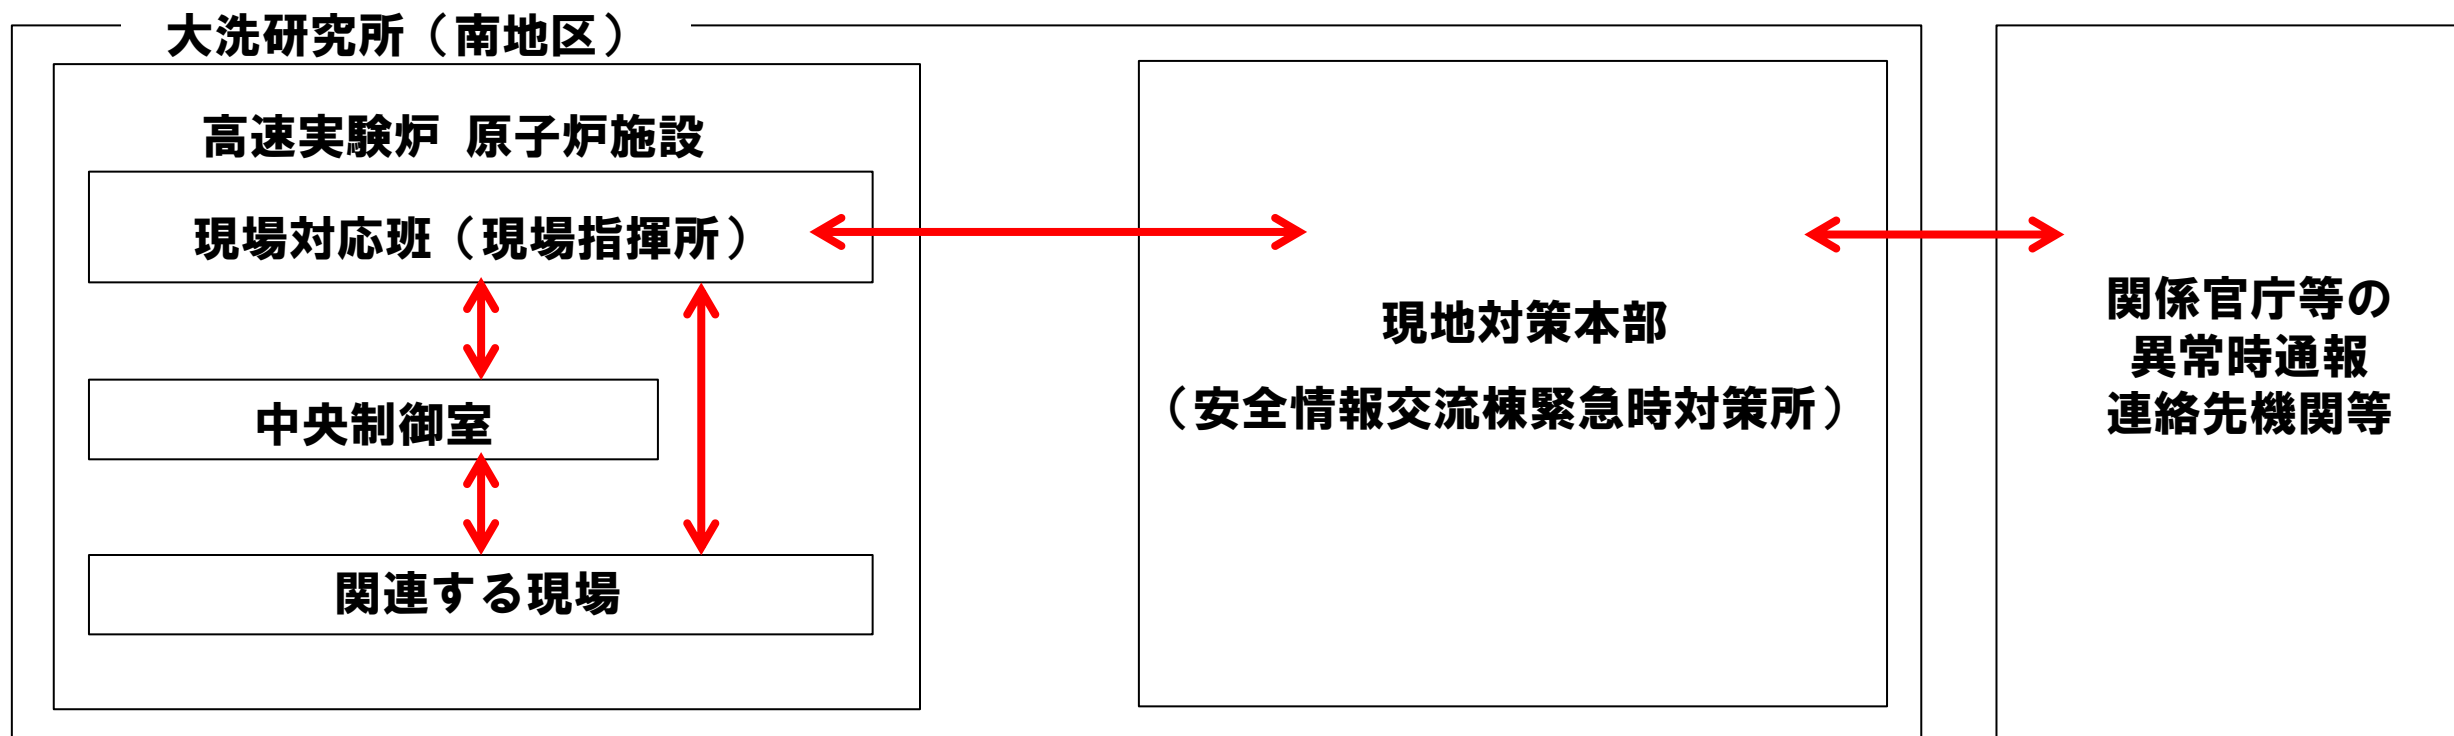 大洗研究所（南地区）
高速実験炉 原子炉施設
現場対応班（現場指揮所）
中央制御室
関連する現場
現地対策本部
（安全情報交流棟緊急時対策所）
関係官庁等の
異常時通報
連絡先機関等